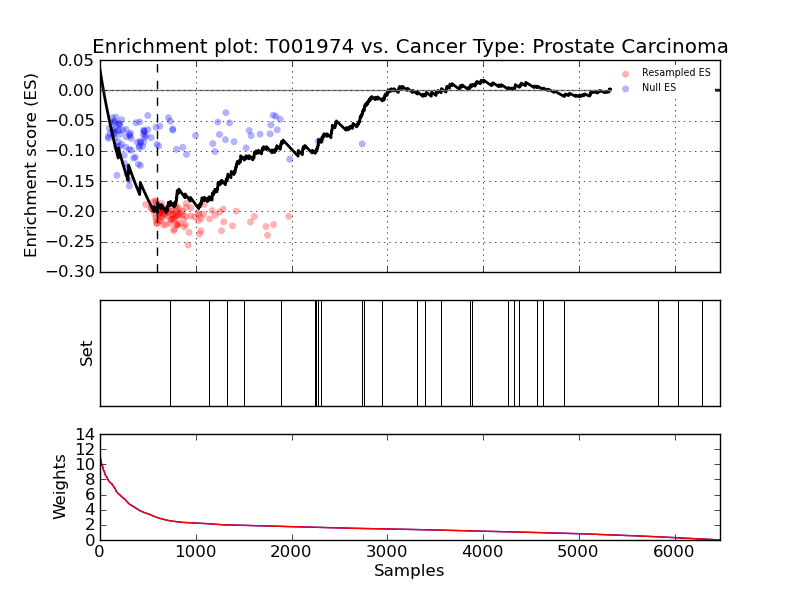 Enrichment plot: T001974 vs. Cancer Type: Prostate Carcinoma
Enrichment score (ES)
0.05
0.00
−0.05
−0.10
−0.15
−0.20
−0.25
−0.30
Resampled ES
Null ES
Set
Weights
14
12
10
8
6
4
2
0
0 1000 2000 3000 4000 5000 6000
Samples